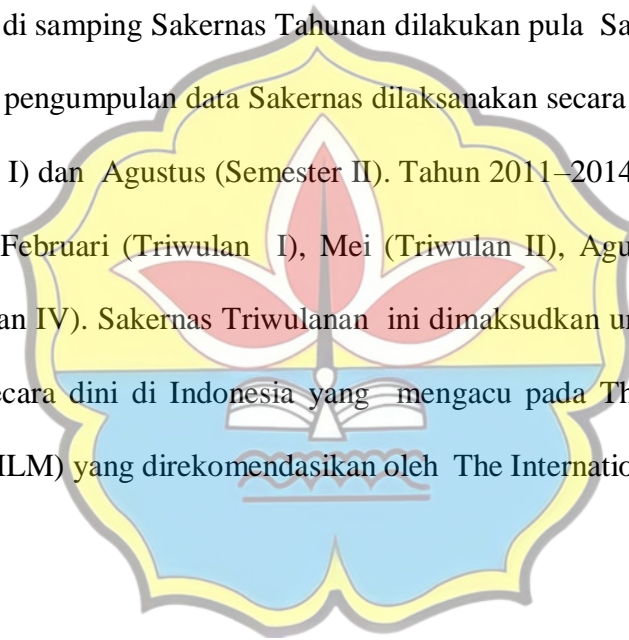 di samping Sakernas Tahunan dilakukan pula Sa
pengumpulan data Sakernas dilaksanakan secara
I) dan Agustus (Semester II). Tahun 2011–2014
Februari (Triwulan I), Mei (Triwulan II), Agu
an IV). Sakernas Triwulanan ini dimaksudkan u
ecara dini di Indonesia yang mengacu pada Th
ILM) yang direkomendasikan oleh The Internatio